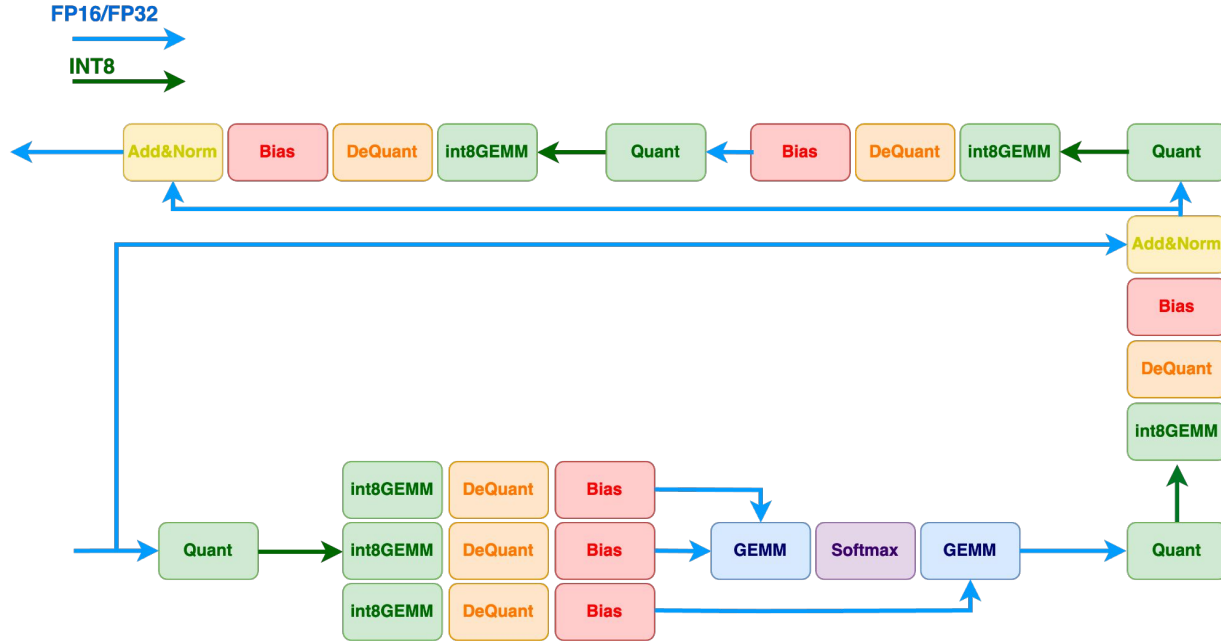 FP16/FP32
INT8
Add&Norm Bias DeQuant int8GEMM Quant Bias DeQuant int8GEMM Quant
Add&Norm
Bias
DeQuant
int8GEMM
int8GEMM DeQuant Bias
Quant int8GEMM DeQuant Bias GEMM Softmax GEMM Quant
int8GEMM DeQuant Bias